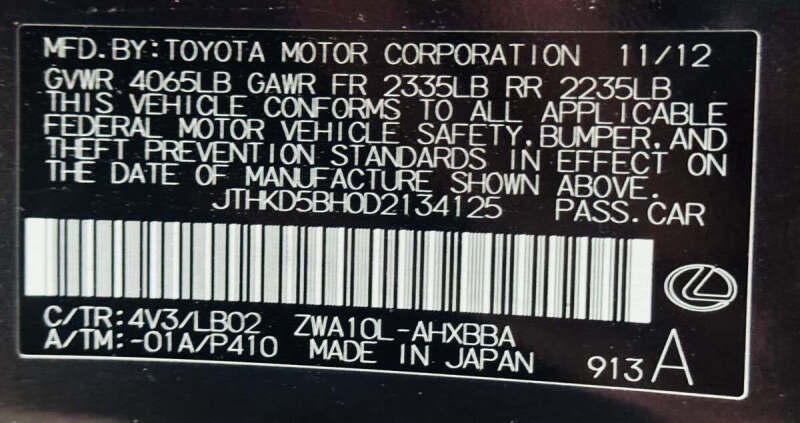 MFD.BY:TOYOTA MOTOR CORPORATION 11/12
GVWR 4065LB GAWR FR 2335LB RR 2235LB
THIS VEHICLE CONFORMS TO ALL APPLICABLE
FEDERAL MOTOR VEHICLE SAFETY,BUMPER,AND
THEFT PREVENTION STANDARDS IN EFFECT ON
THE DATE OF MANUFACTURE SHOWN ABOVE.
JTHKD5BH0D2134125 PASS.CAR
C/TR:4V3/LB02 ZWA10L-AHXBBA
A/TM:-01A/P410 MADE IN JAPAN 913 A